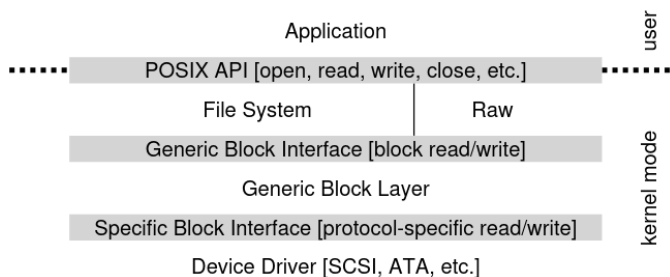 Application
user
POSIX API [open, read, write, close, etc.]
File System
Raw
Generic Block Interface [block read/write]
Generic Block Layer
kernel mode
Specific Block Interface [protocol-specific read/write]
Device Driver [SCSI, ATA, etc.]